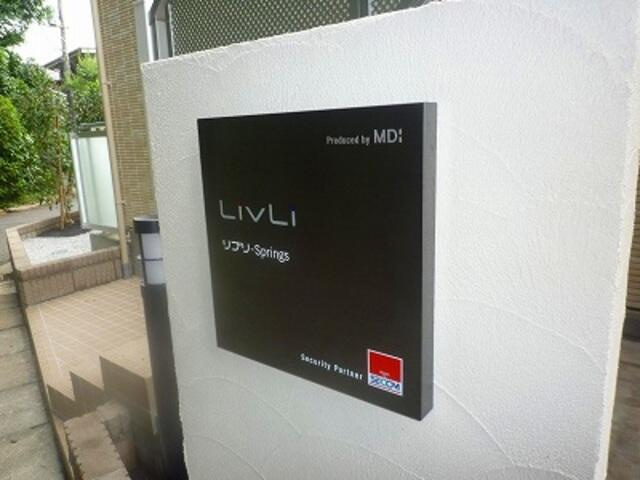 Produced by MDI
LIVLI
リブリ・Springs
Security Partner
SECOM